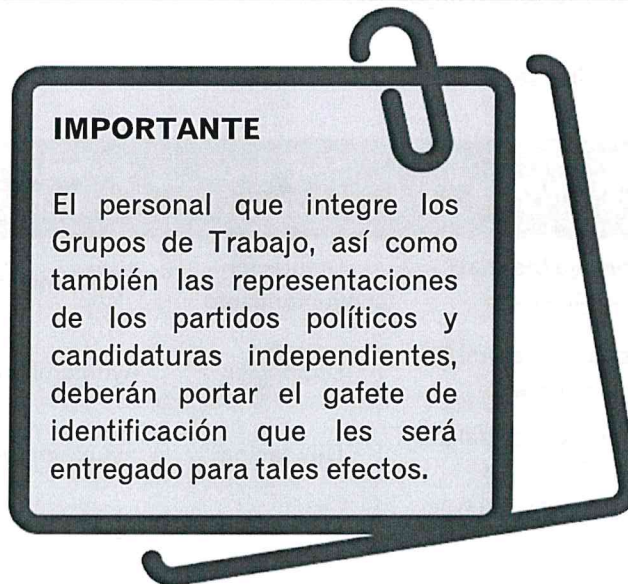 IMPORTANTE
El personal que integre los
Grupos de Trabajo, así como
también las representaciones
de los partidos políticos y
candidaturas independientes,
deberán portar el gafete de
identificación que les será
entregado para tales efectos.